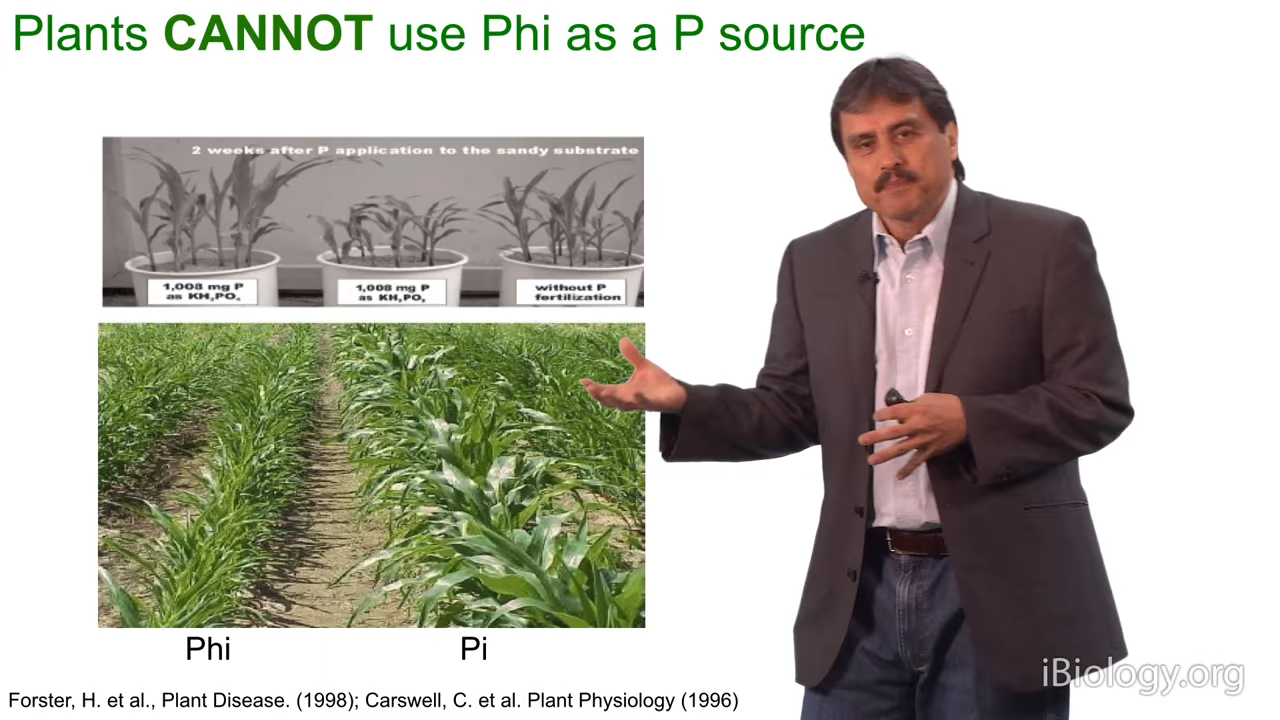 Plants CANNOT use Phi as a P source
2 weeks after P application to the sandy substrate
1,008 mg P
as KH₂PO₄
1,008 mg P
as KH₂PO₃
without P
fertilization
Phi
Pi
Forster, H. et al., Plant Disease. (1998); Carswell, C. et al. Plant Physiology (1996)
iBiology.org